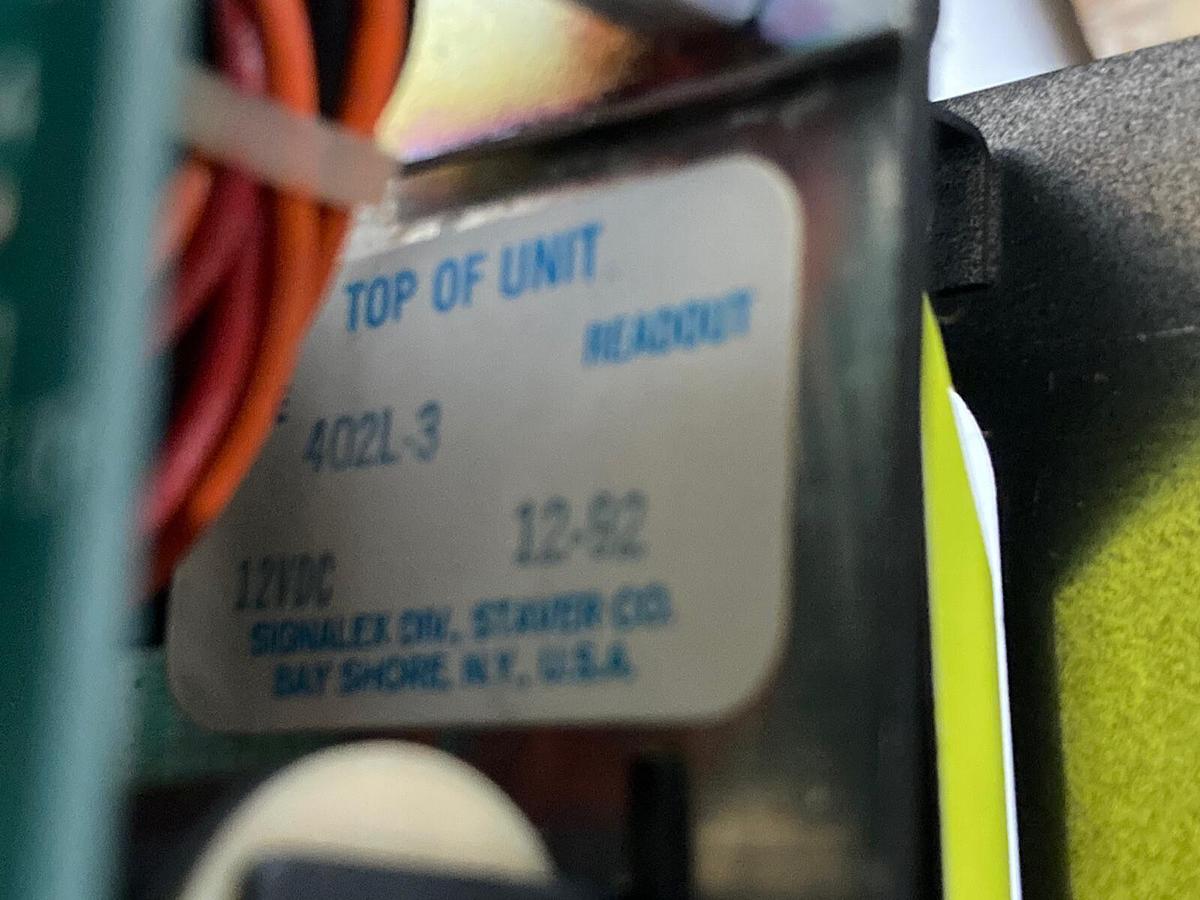 TOP OF UNIT
READOUT
402L-3
12-92
12VDC
SIGNALEX DIV. STAVER CO.
BAY SHORE, N.Y., U.S.A.